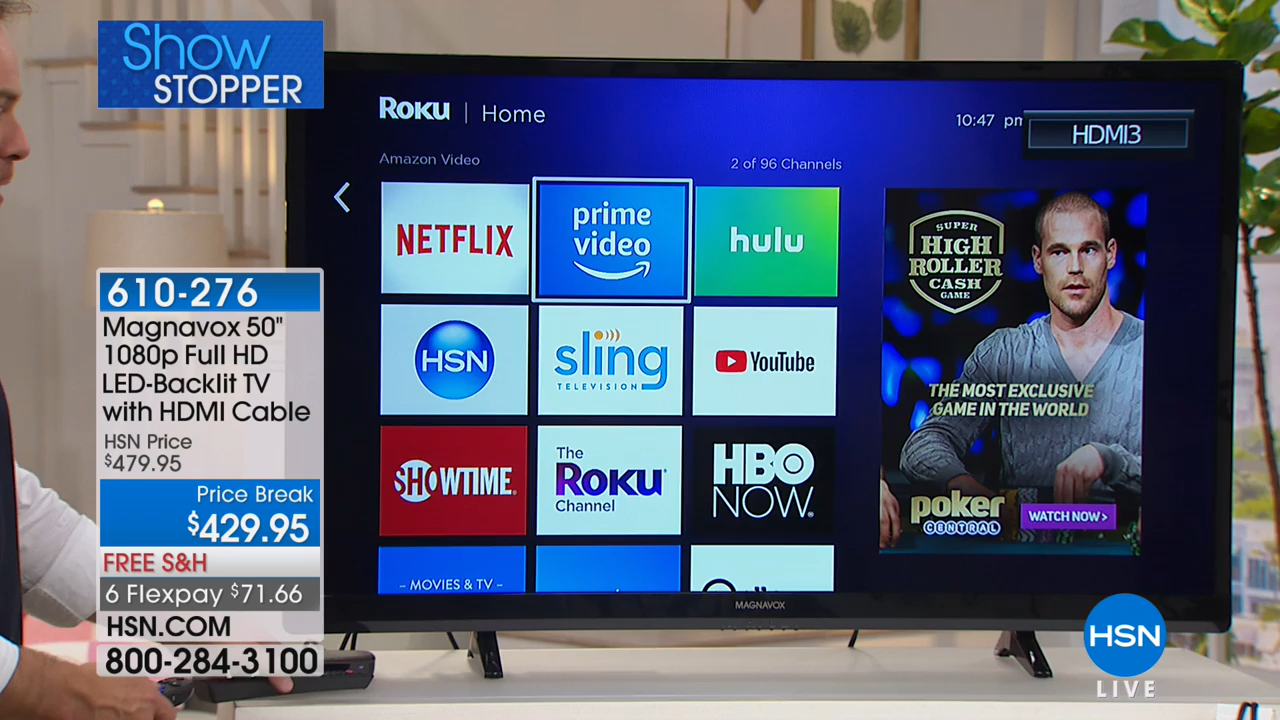 Show
STOPPER
610-276
Magnavox 50"
1080p Full HD
LED-Backlit TV
with HDMI Cable
HSN Price
$479.95
Price Break
$429.95
FREE S&H
6 Flexpay $71.66
HSN.COM
800-284-3100
Roku | Home
10:47 pm
HDMI3
Amazon Video
2 of 96 Channels
NETFLIX
prime
video
hulu
HSN
sling
TELEVISION
YouTube
SHOWTIME
The
Roku
Channel
HBO
NOW
- MOVIES & TV -
SUPER
HIGH
ROLLER
CASH
GAME
THE MOST EXCLUSIVE
GAME IN THE WORLD
poker
CENTRAL
WATCH NOW >
MAGNAVOX
HSN
LIVE